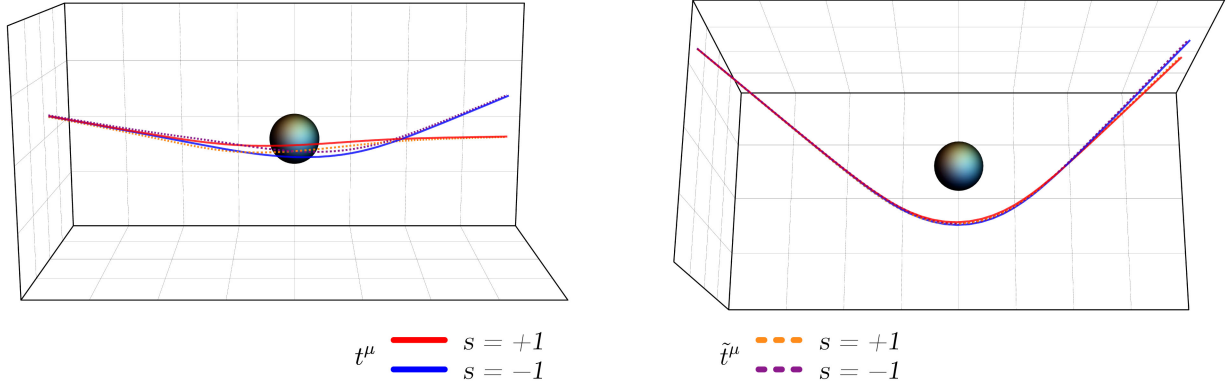 t^μ s = +1
s = −1
t̃^μ s = +1
s = −1